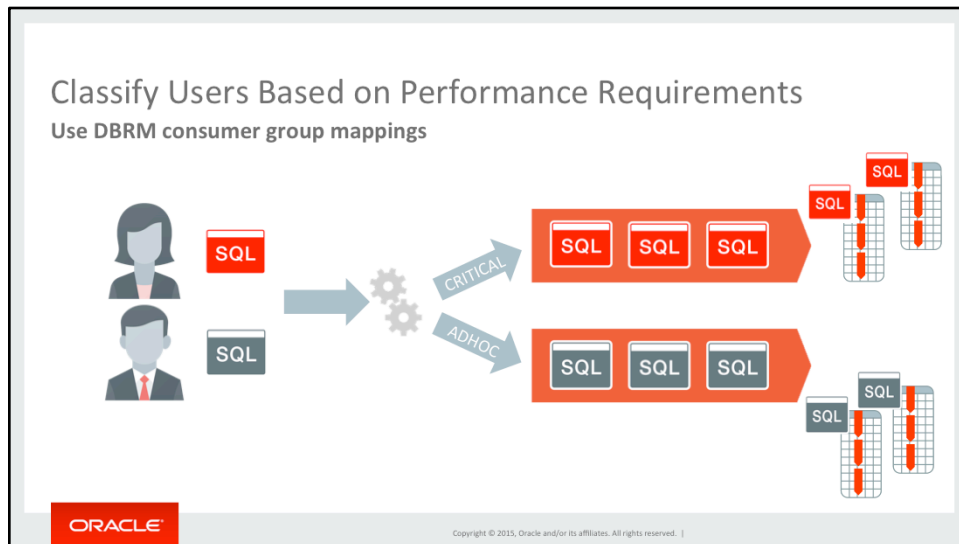 Classify Users Based on Performance Requirements
Use DBRM consumer group mappings
SQL
SQL
SQL
SQL
SQL
SQL
CRITICAL
SQL
SQL
ADHOC
SQL
SQL
SQL
SQL
SQL
ORACLE®
Copyright © 2015, Oracle and/or its affiliates. All rights reserved. |